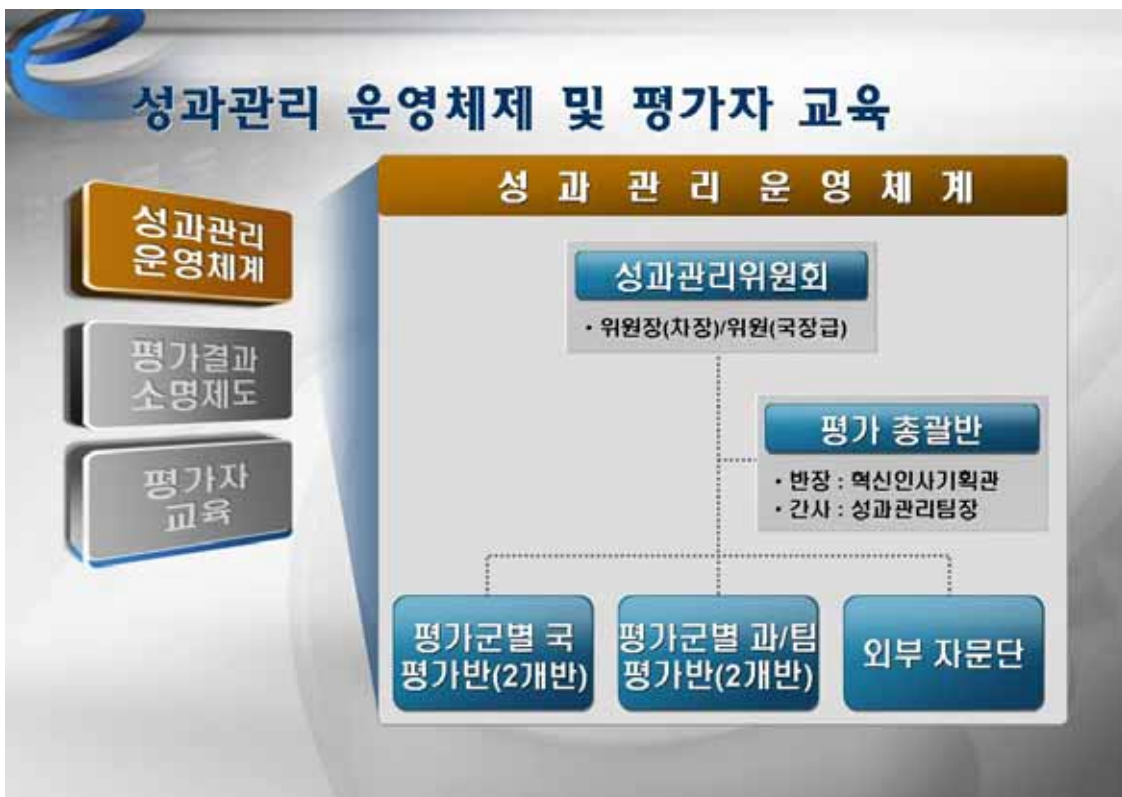 성과관리 운영체제 및 평가자 교육
성과관리
운영체계
평가결과
소명제도
평가자
교육
성 과 관 리 운 영 체 계
성과관리위원회
· 위원장(차장)/위원(국장급)
평가 총괄반
· 반장 : 혁신인사기획관
· 간사 : 성과관리팀장
평가군별 국
평가반(2개반)
평가군별 과/팀
평가반(2개반)
외부 자문단